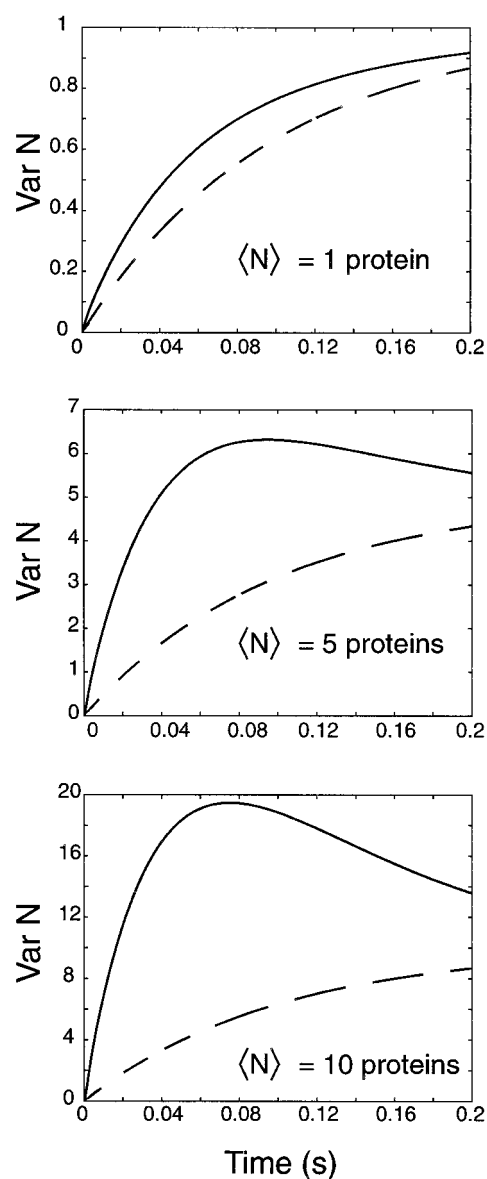 1
0.8
0.6
0.4
0.2
0
Var N
⟨N⟩ = 1 protein
0 0.04 0.08 0.12 0.16 0.2
7
6
5
4
3
2
1
0
Var N
⟨N⟩ = 5 proteins
0 0.04 0.08 0.12 0.16 0.2
20
16
12
8
4
0
Var N
⟨N⟩ = 10 proteins
0 0.04 0.08 0.12 0.16 0.2
Time (s)